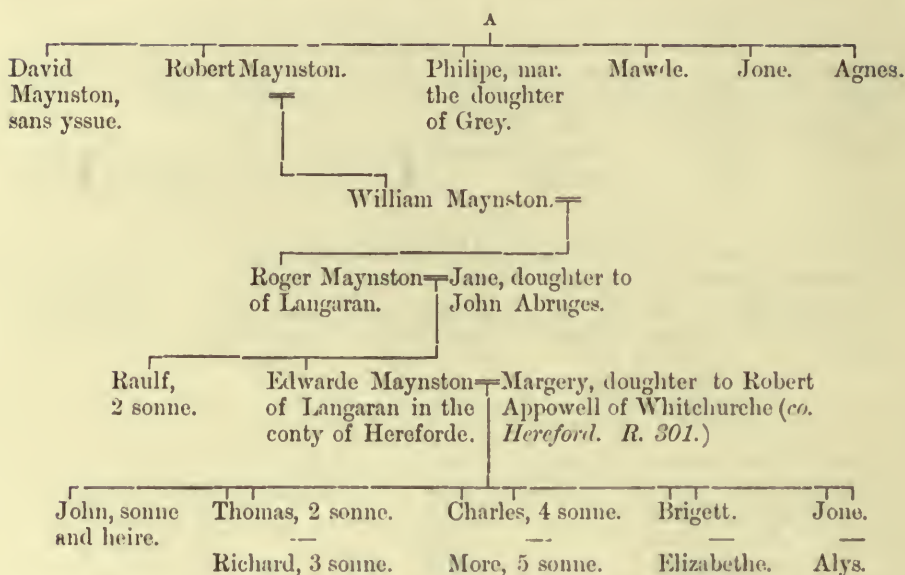 A
David Maynston, sans yssue.
Robert Maynston.
Philipe, mar. the doughter of Grey.
Mawde.
Jone.
Agnes.
William Maynston.
Roger Maynston of Langaran.
Jane, doughter to John Abruges.
Raulf, 2 sonne.
Edwarde Maynston of Langaran in the conty of Hereforde.
Margery, doughter to Robert Appowell of Whitchurche (co. Hereford. R. 301.)
John, sonne and heire.
Thomas, 2 sonne.
Richard, 3 sonne.
Charles, 4 sonne.
More, 5 sonne.
Brigett.
Elizabethe.
Jone.
Alys.